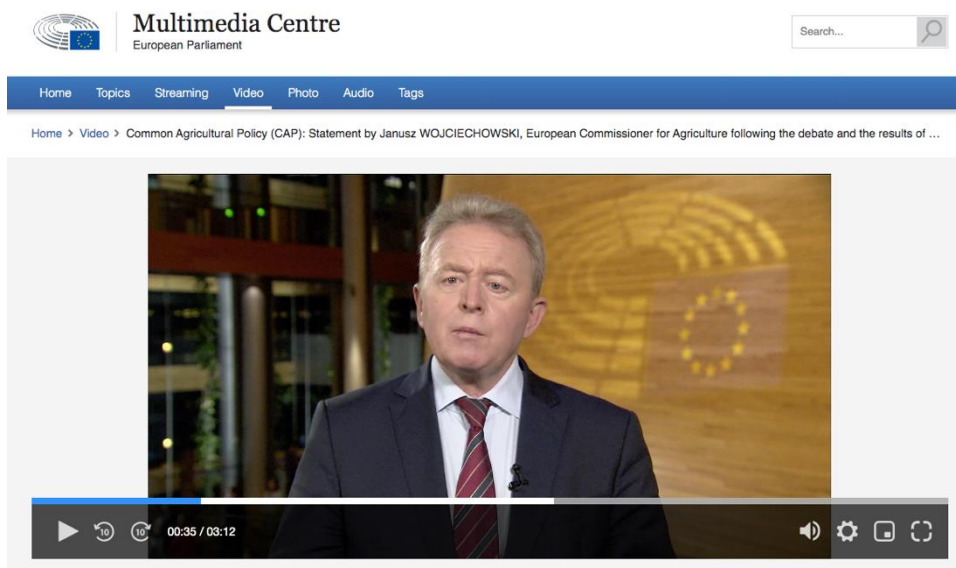 Multimedia Centre
European Parliament
Search...
Home Topics Streaming Video Photo Audio Tags
Home > Video > Common Agricultural Policy (CAP): Statement by Janusz WOJCIECHOWSKI, European Commissioner for Agriculture following the debate and the results of ...
10 10 00:35 / 03:12